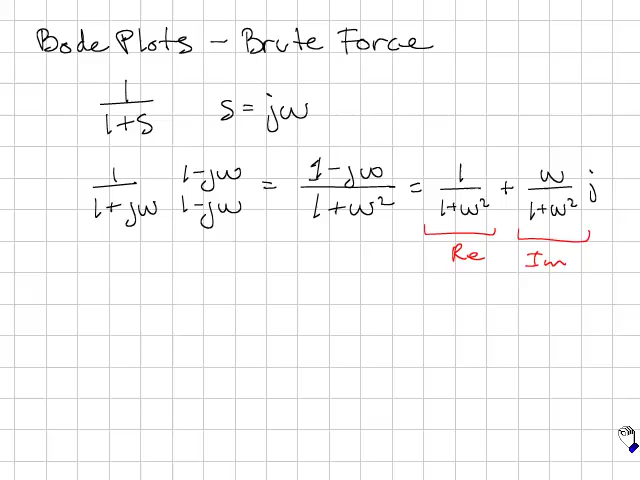 Bode Plots - Brute Force
1/(1+s) s = jω
1/(1+jω) (1-jω)/(1-jω) = (1-jω)/(1+ω²) = 1/(1+ω²) + ω/(1+ω²) j
Re Im